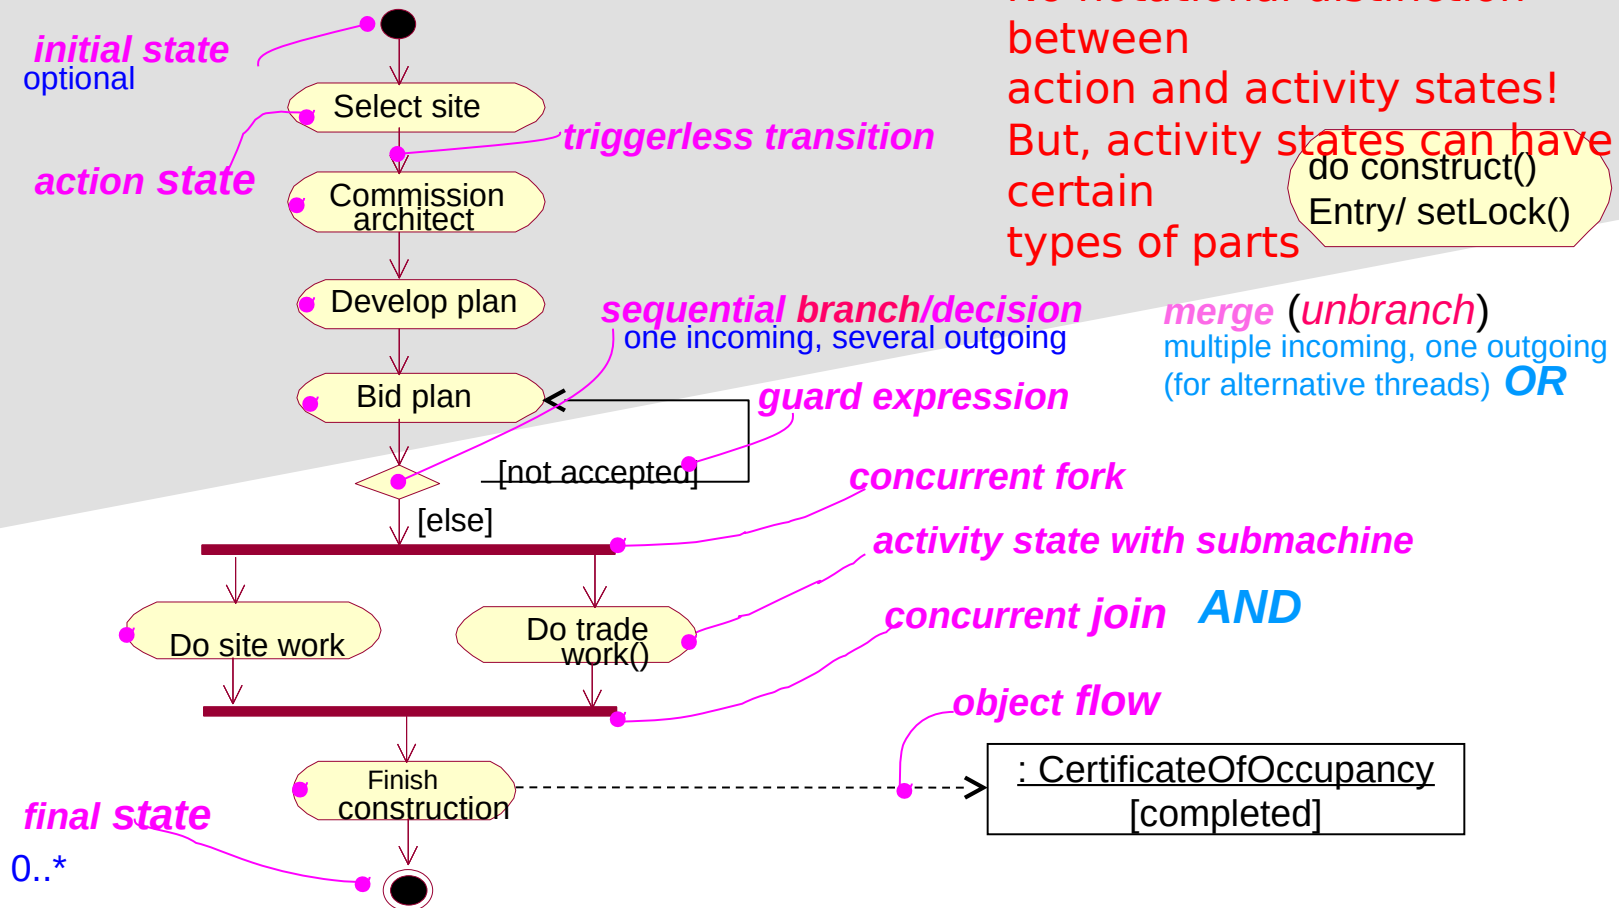 No notational distinction
between
action and activity states!
But, activity states can have
certain
types of parts
initial state
optional
Select site
triggerless transition
action state
do construct()
Entry/ setLock()
Commission
architect
Develop plan
sequential branch/decision
one incoming, several outgoing
merge (unbranch)
multiple incoming, one outgoing
(for alternative threads) OR
Bid plan
guard expression
[not accepted]
concurrent fork
[else]
activity state with submachine
concurrent join AND
Do site work
Do trade
work()
object flow
: CertificateOfOccupancy
[completed]
Finish
construction
final state
0..*